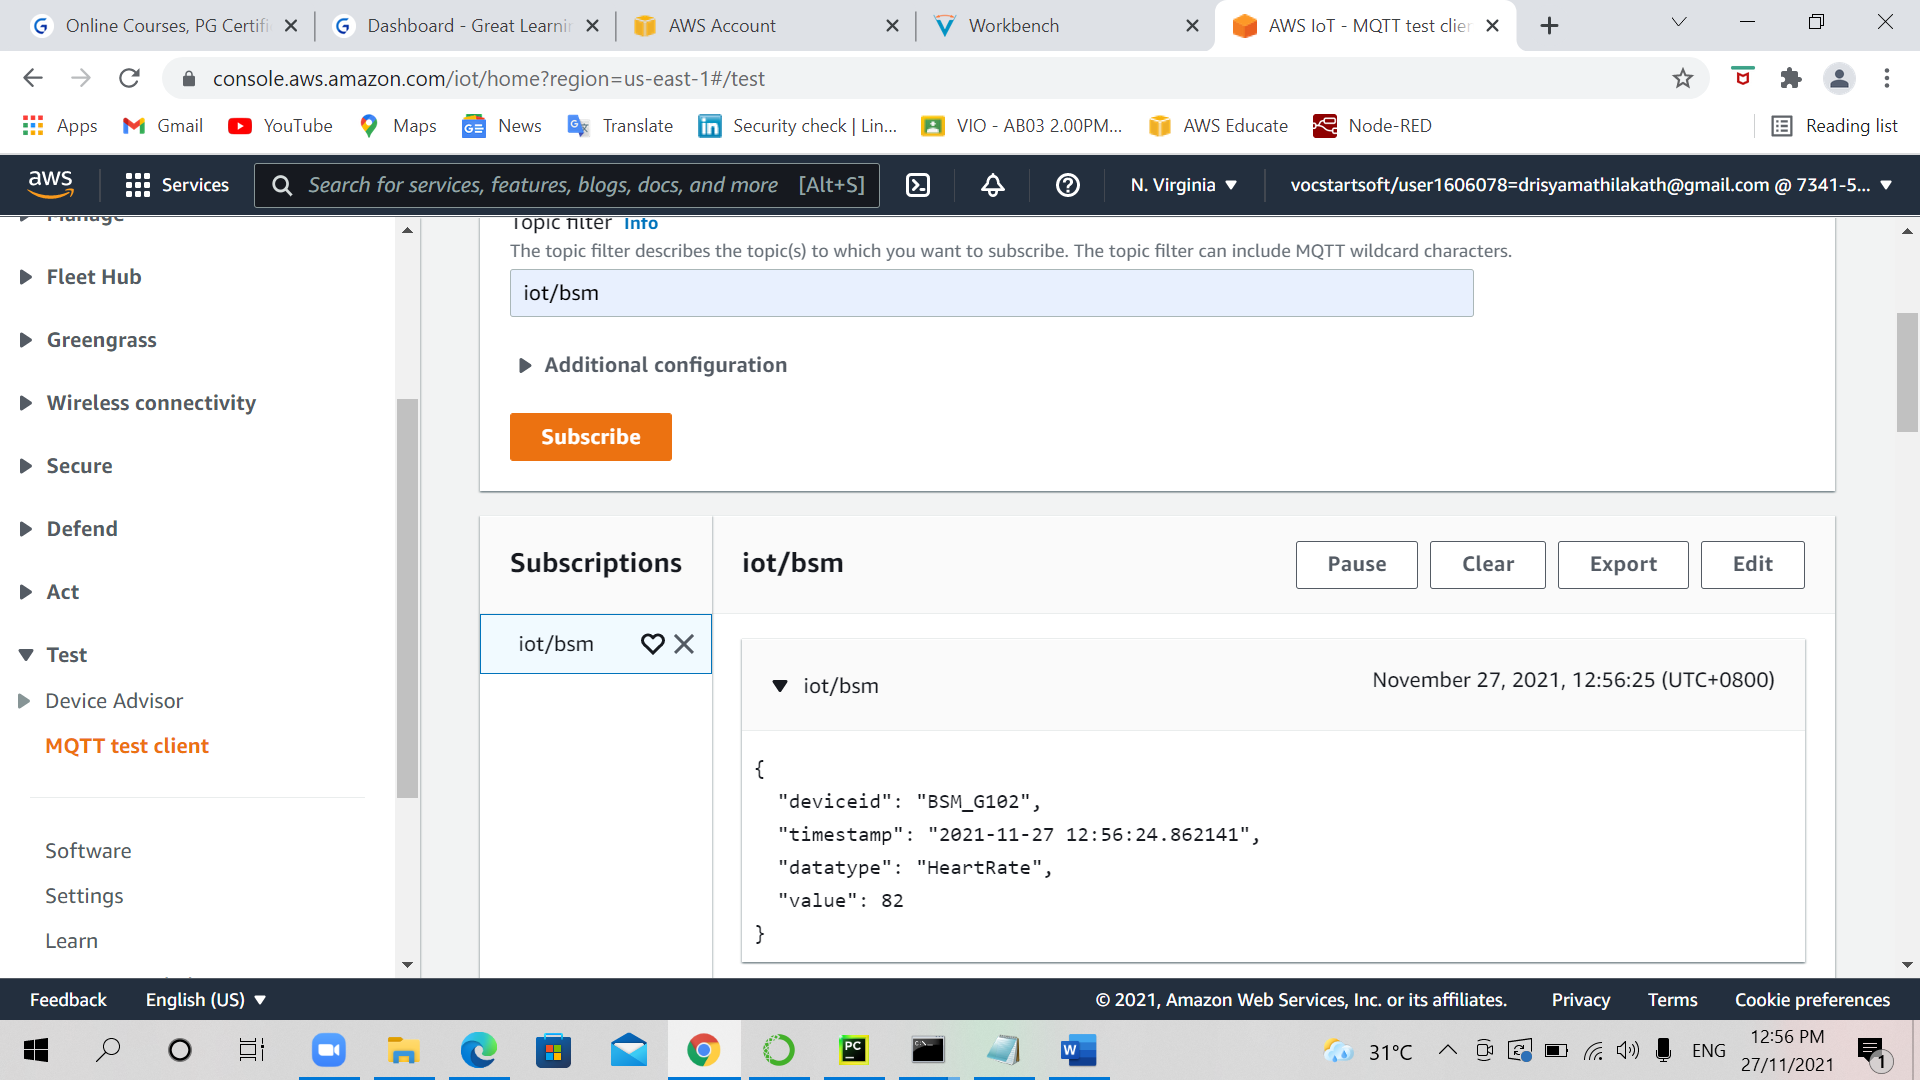 Online Courses, PG Certifi
Dashboard - Great Learnin
AWS Account
Workbench
AWS IoT - MQTT test clien
console.aws.amazon.com/iot/home?region=us-east-1#/test
Apps
Gmail
YouTube
Maps
News
Translate
Security check | Lin...
VIO - AB03 2.00PM...
AWS Educate
Node-RED
Reading list
aws
Services
Search for services, features, blogs, docs, and more [Alt+S]
N. Virginia
vocstartsoft/user1606078=drisyamathilakath@gmail.com @ 7341-5...
Manage
Fleet Hub
Greengrass
Wireless connectivity
Secure
Defend
Act
Test
Device Advisor
MQTT test client
Software
Settings
Learn
Topic filter Info
The topic filter describes the topic(s) to which you want to subscribe. The topic filter can include MQTT wildcard characters.
iot/bsm
Additional configuration
Subscribe
Subscriptions
iot/bsm
iot/bsm
Pause
Clear
Export
Edit
iot/bsm
November 27, 2021, 12:56:25 (UTC+0800)
{
"deviceid": "BSM_G102",
"timestamp": "2021-11-27 12:56:24.862141",
"datatype": "HeartRate",
"value": 82
}
Feedback
English (US)
© 2021, Amazon Web Services, Inc. or its affiliates.
Privacy
Terms
Cookie preferences
31°C
ENG
12:56 PM
27/11/2021
1